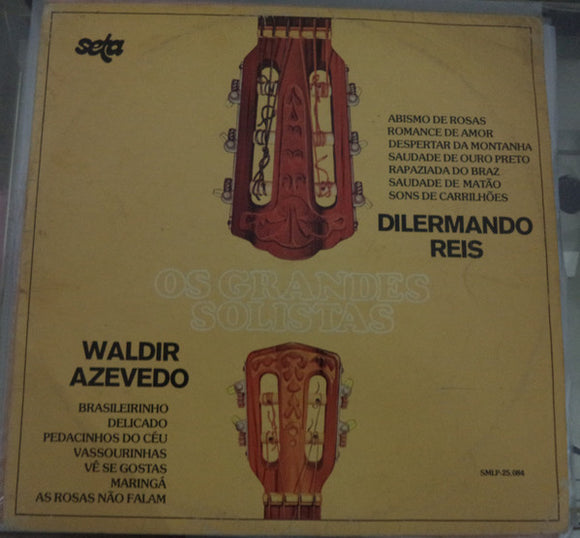 seta
ABISMO DE ROSAS
ROMANCE DE AMOR
DESPERTAR DA MONTANHA
SAUDADE DE OURO PRETO
RAPAZIADA DO BRAZ
SAUDADE DE MATÃO
SONS DE CARRILHÕES
DILERMANDO
REIS
OS GRANDES
SOLISTAS
WALDIR
AZEVEDO
BRASILEIRINHO
DELICADO
PEDACINHOS DO CÉU
VASSOURINHAS
VÊ SE GOSTAS
MARINGÁ
AS ROSAS NÃO FALAM
SMLP-25.084